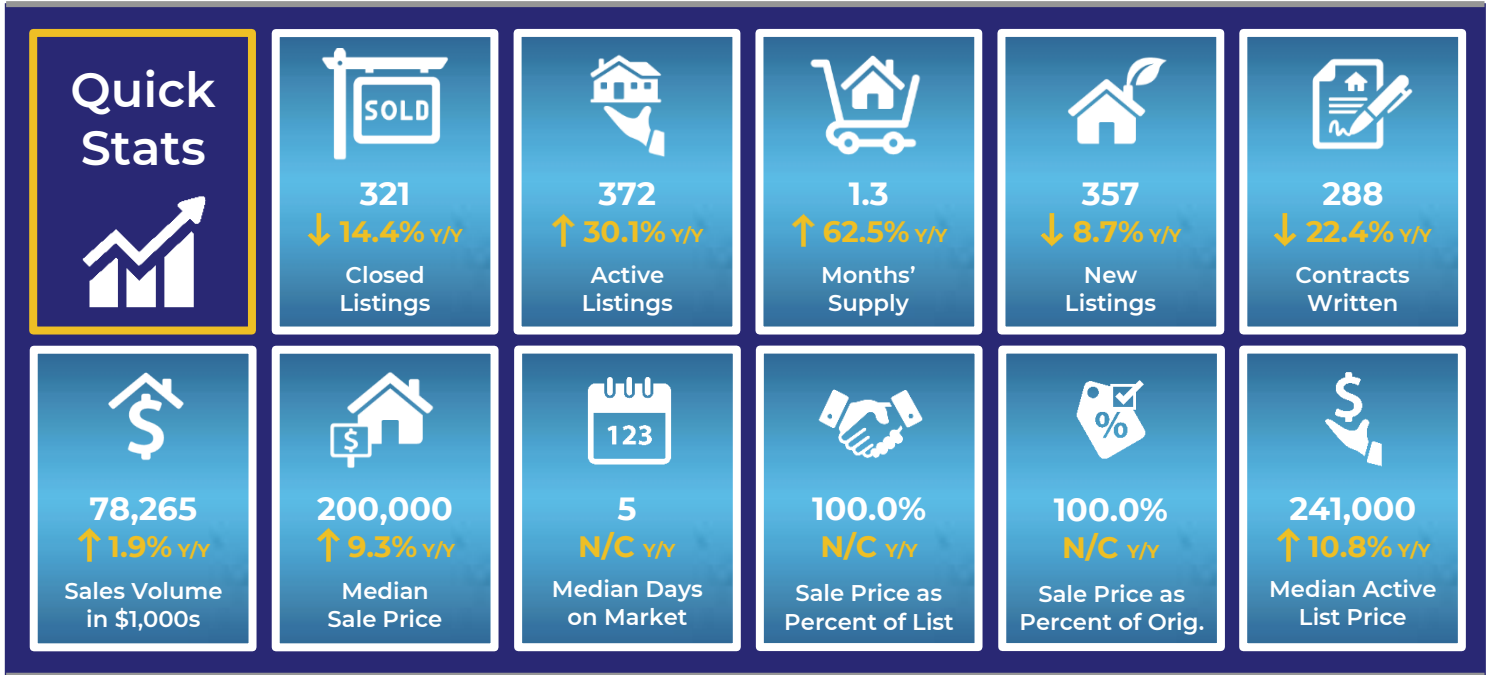 Quick
Stats
SOLD
321
↓ 14.4% Y/Y
Closed
Listings
372
↑ 30.1% Y/Y
Active
Listings
1.3
↑ 62.5% Y/Y
Months’
Supply
357
↓ 8.7% Y/Y
New
Listings
288
↓ 22.4% Y/Y
Contracts
Written
$
78,265
↑ 1.9% Y/Y
Sales Volume
in $1,000s
$
200,000
↑ 9.3% Y/Y
Median
Sale Price
123
5
N/C Y/Y
Median Days
on Market
100.0%
N/C Y/Y
Sale Price as
Percent of List
%
100.0%
N/C Y/Y
Sale Price as
Percent of Orig.
$
241,000
↑ 10.8% Y/Y
Median Active
List Price